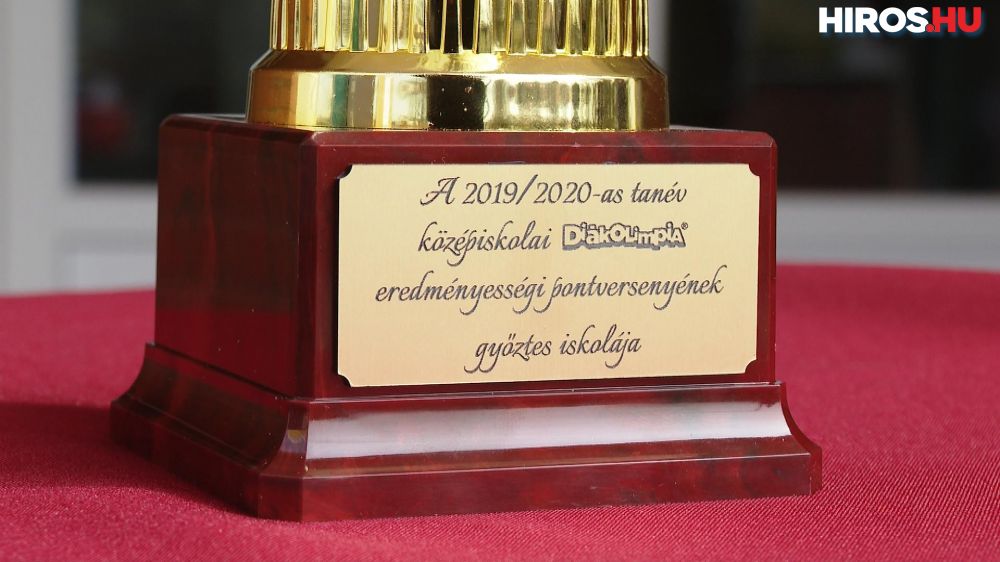 HIROS.HU
A 2019/2020-as tanév
középiskolai DiákOLimpiA®
eredményességi pontversenyének
győztes iskolája